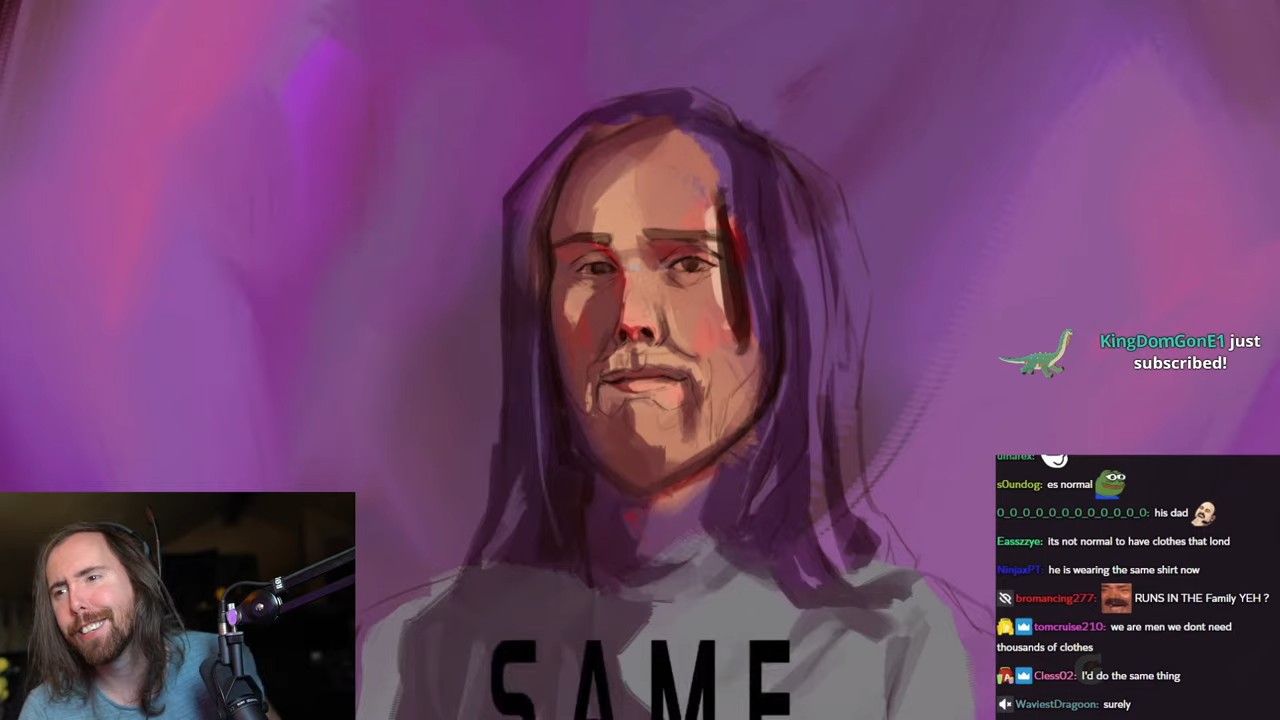 SAME
KingDomGonE1 just
subscribed!
s0undog: es normal
0_0_0_0_0_0_0_0_0_0_0_0: his dad
Easszzye: its not normal to have clothes that lond
NinjaxPT: he is wearing the same shirt now
bromancing277: RUNS IN THE Family YEH ?
tomcruise210: we are men we dont need
thousands of clothes
Cless02: I'd do the same thing
WaviestDragoon: surely